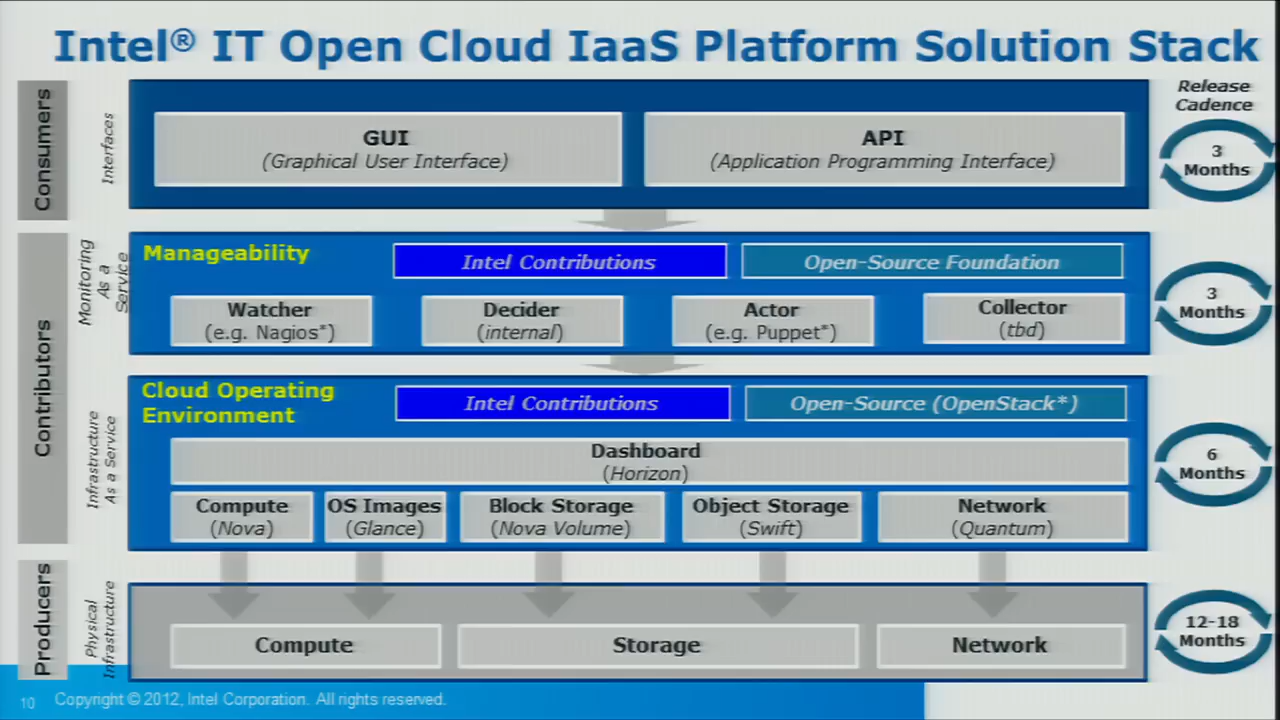 Intel® IT Open Cloud IaaS Platform Solution Stack
Release
Cadence
Consumers
Interfaces
GUI
(Graphical User Interface)
API
(Application Programming Interface)
3
Months
Contributors
Monitoring
As a
Service
Manageability
Intel Contributions
Open-Source Foundation
Watcher
(e.g. Nagios*)
Decider
(internal)
Actor
(e.g. Puppet*)
Collector
(tbd)
3
Months
Infrastructure
As a Service
Cloud Operating
Environment
Intel Contributions
Open-Source (OpenStack*)
Dashboard
(Horizon)
Compute
(Nova)
OS Images
(Glance)
Block Storage
(Nova Volume)
Object Storage
(Swift)
Network
(Quantum)
6
Months
Producers
Physical
Infrastructure
Compute
Storage
Network
12-18
Months
10 Copyright © 2012, Intel Corporation. All rights reserved.